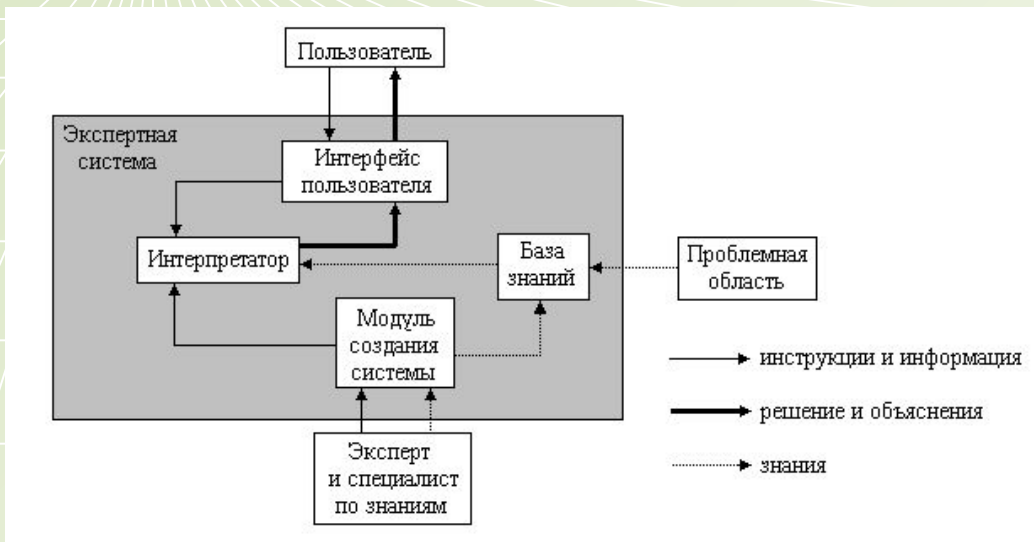 Пользователь
Экспертная
система
Интерфейс
пользователя
Интерпретатор
База
знаний
Проблемная
область
Модуль
создания
системы
инструкции и информация
решение и объяснения
знания
Эксперт
и специалист
по знаниям